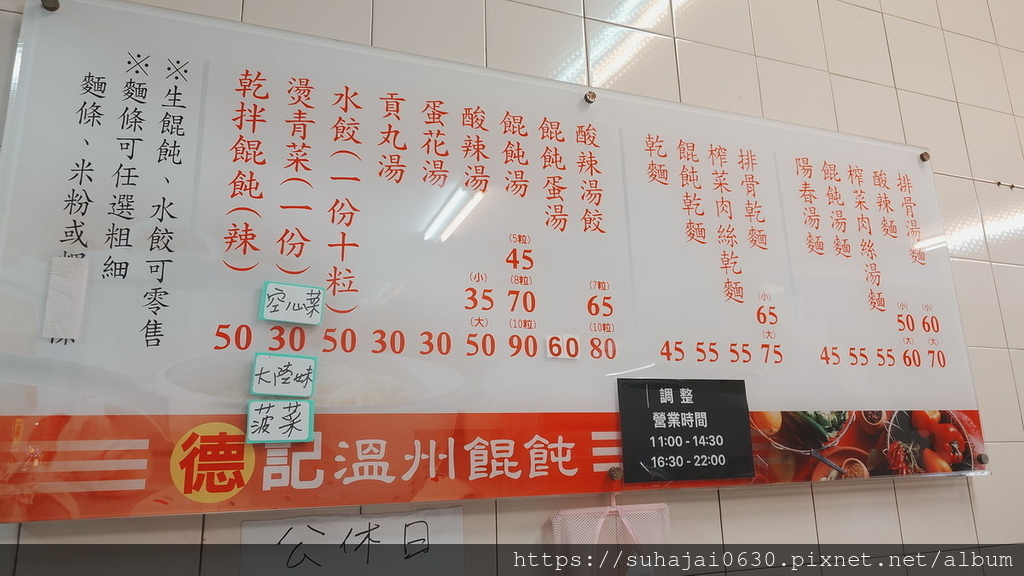 排骨湯麵 (小) 60 (大) 70
酸辣麵 (小) 50 (大) 60
榨菜肉絲湯麵 55
餛飩湯麵 55
陽春湯麵 45
排骨乾麵 (小) 65 (大) 75
榨菜肉絲乾麵 55
餛飩乾麵 55
乾麵 45
酸辣湯餃 (7粒) 65 (10粒) 80
餛飩蛋湯 60
餛飩湯 (5粒) 45 (8粒) 70 (10粒) 90
酸辣湯 (小) 35 (大) 50
蛋花湯 30
貢丸湯 30
水餃(一份十粒) 50
燙青菜(一份) 30
乾拌餛飩(辣) 50
※生餛飩、水餃可零售
※麵條可任選粗細
麵條、米粉或
空心菜
大陸妹
菠菜
調整
營業時間
11:00 - 14:30
16:30 - 22:00
德記溫州餛飩
公休日
https://suhajai0630.pixnet.net/album